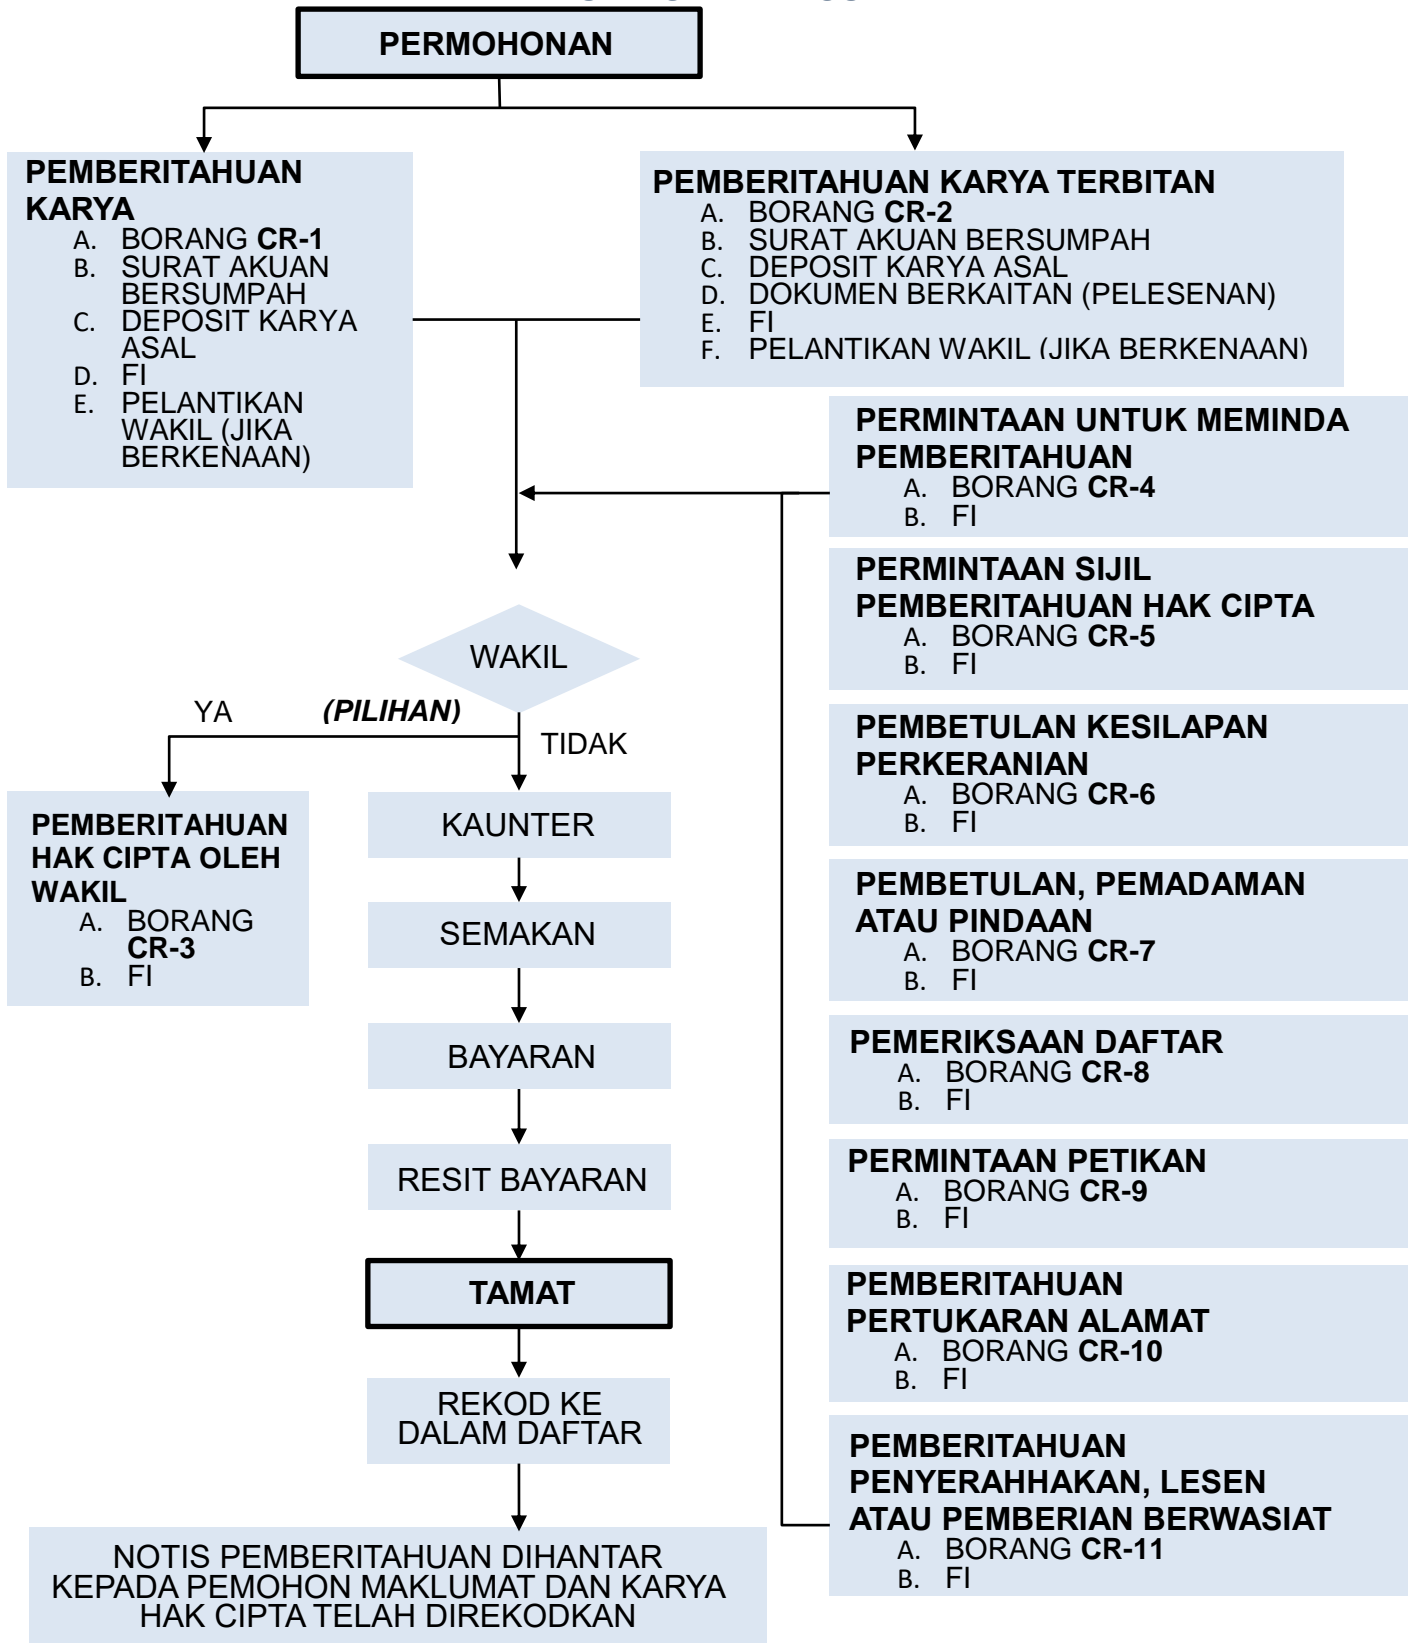 PERMOHONAN
PEMBERITAHUAN
KARYA
A. BORANG CR-1
B. SURAT AKUAN
BERSUMPAH
C. DEPOSIT KARYA
ASAL
D. FI
E. PELANTIKAN
WAKIL (JIKA
BERKENAAN)
PEMBERITAHUAN KARYA TERBITAN
A. BORANG CR-2
B. SURAT AKUAN BERSUMPAH
C. DEPOSIT KARYA ASAL
D. DOKUMEN BERKAITAN (PELESENAN)
E. FI
F. PELANTIKAN WAKIL (JIKA BERKENAAN)
PERMINTAAN UNTUK MEMINDA
PEMBERITAHUAN
A. BORANG CR-4
B. FI
PERMINTAAN SIJIL
PEMBERITAHUAN HAK CIPTA
A. BORANG CR-5
B. FI
PEMBETULAN KESILAPAN
PERKERANIAN
A. BORANG CR-6
B. FI
PEMBETULAN, PEMADAMAN
ATAU PINDAAN
A. BORANG CR-7
B. FI
PEMERIKSAAN DAFTAR
A. BORANG CR-8
B. FI
PERMINTAAN PETIKAN
A. BORANG CR-9
B. FI
PEMBERITAHUAN
PERTUKARAN ALAMAT
A. BORANG CR-10
B. FI
PEMBERITAHUAN
PENYERAHHAKAN, LESEN
ATAU PEMBERIAN BERWASIAT
A. BORANG CR-11
B. FI
WAKIL
YA
(PILIHAN)
TIDAK
PEMBERITAHUAN
HAK CIPTA OLEH
WAKIL
A. BORANG
CR-3
B. FI
KAUNTER
SEMAKAN
BAYARAN
RESIT BAYARAN
TAMAT
REKOD KE
DALAM DAFTAR
NOTIS PEMBERITAHUAN DIHANTAR
KEPADA PEMOHON MAKLUMAT DAN KARYA
HAK CIPTA TELAH DIREKODKAN